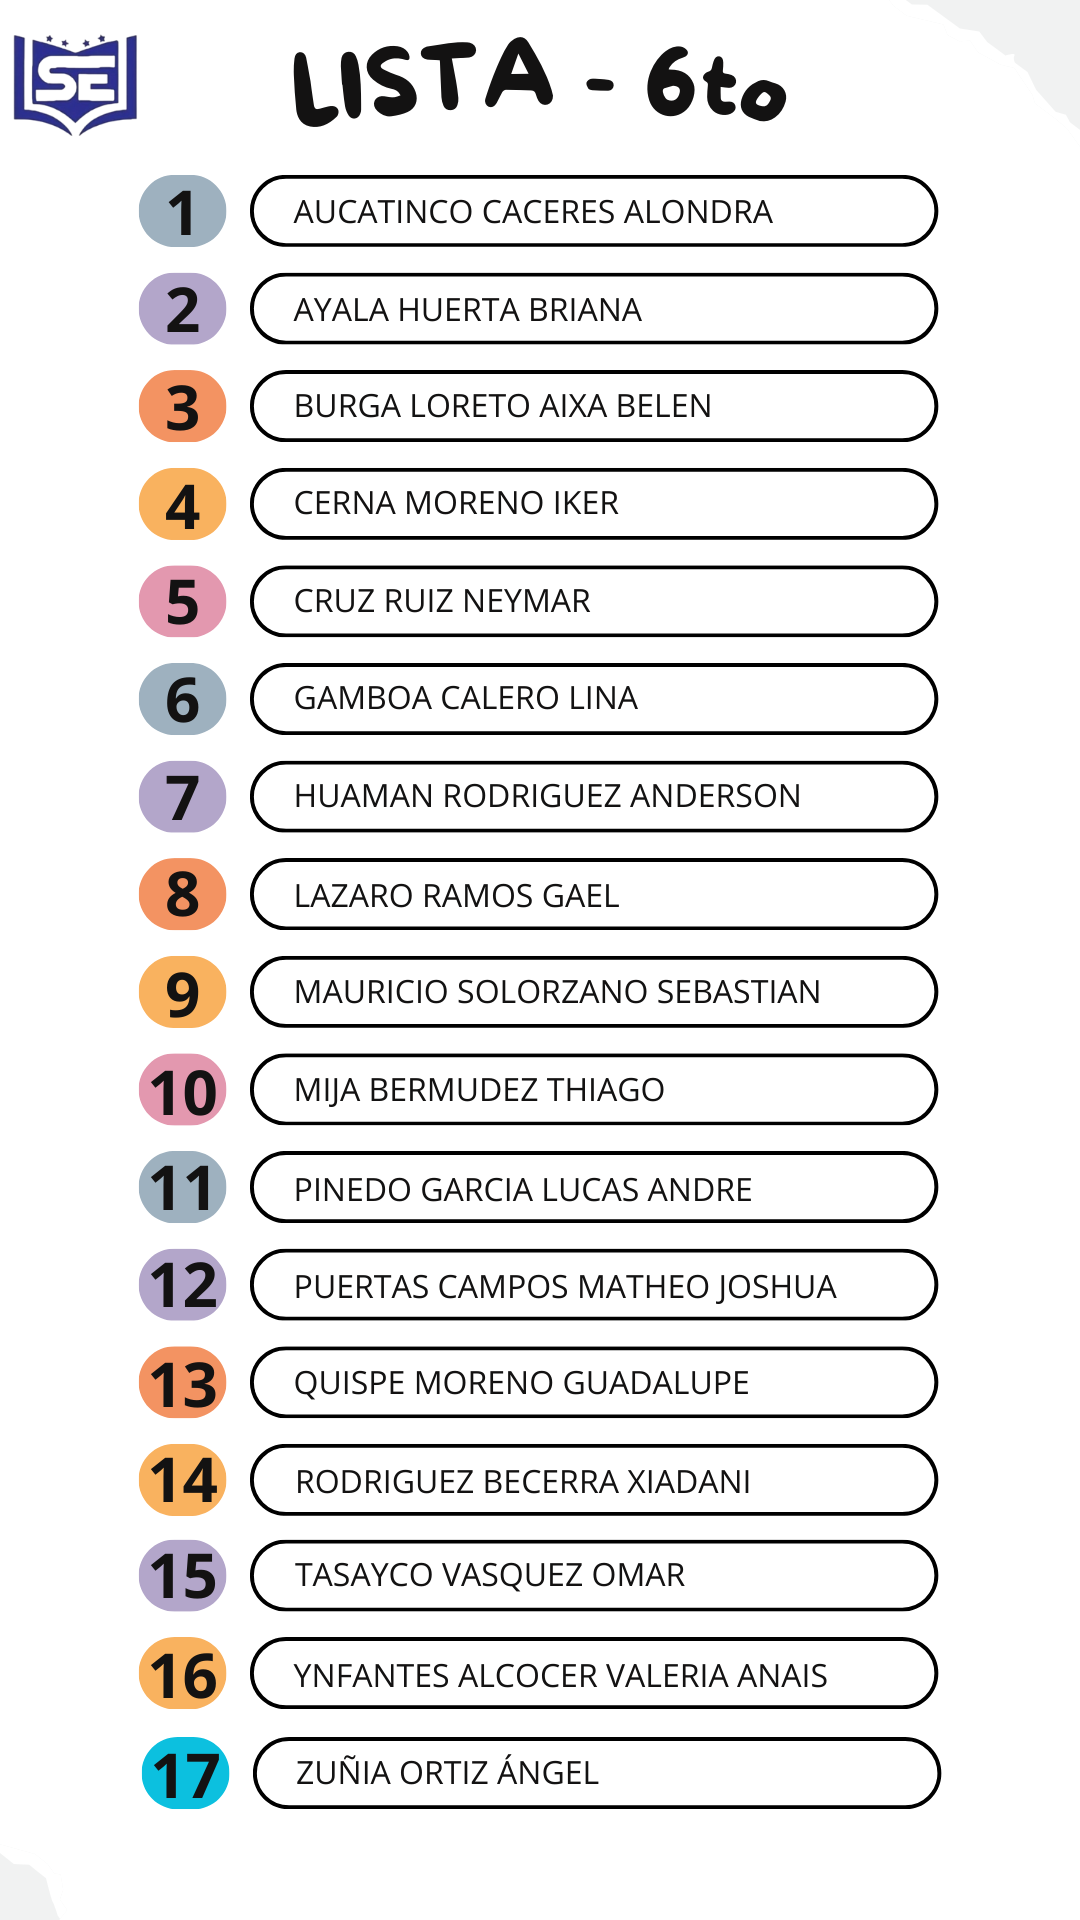 SE
LISTA - 6to
1 AUCATINCO CACERES ALONDRA
2 AYALA HUERTA BRIANA
3 BURGA LORETO AIXA BELEN
4 CERNA MORENO IKER
5 CRUZ RUIZ NEYMAR
6 GAMBOA CALERO LINA
7 HUAMAN RODRIGUEZ ANDERSON
8 LAZARO RAMOS GAEL
9 MAURICIO SOLORZANO SEBASTIAN
10 MIJA BERMUDEZ THIAGO
11 PINEDO GARCIA LUCAS ANDRE
12 PUERTAS CAMPOS MATHEO JOSHUA
13 QUISPE MORENO GUADALUPE
14 RODRIGUEZ BECERRA XIADANI
15 TASAYCO VASQUEZ OMAR
16 YNFANTES ALCOCER VALERIA ANAIS
17 ZUÑIA ORTIZ ÁNGEL